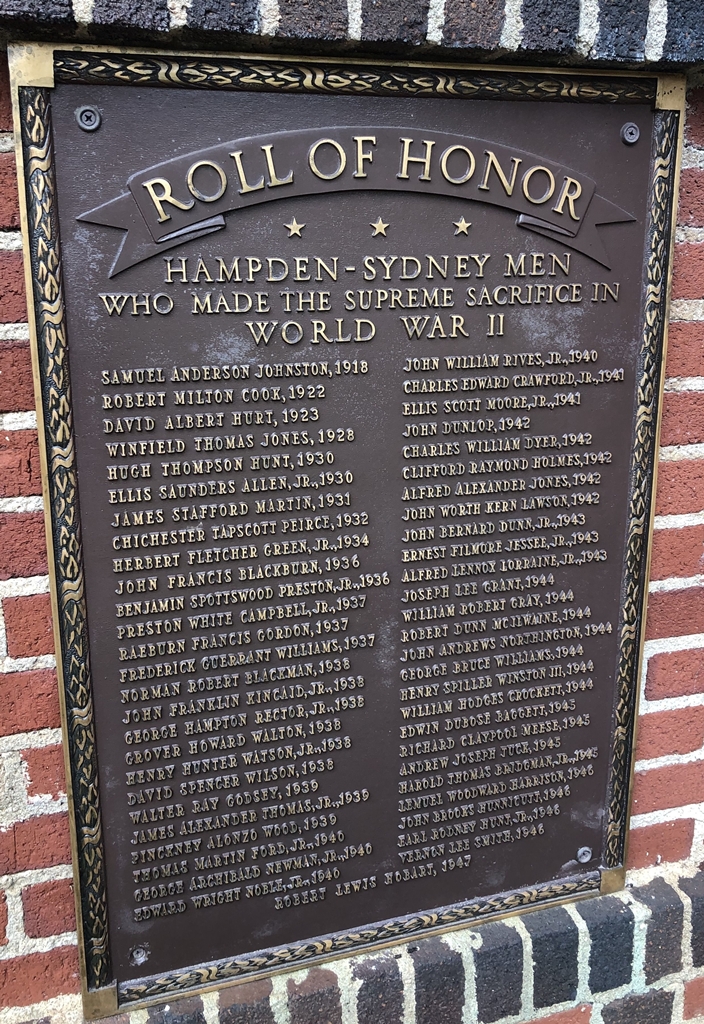 ROLL OF HONOR
HAMPDEN-SYDNEY MEN
WHO MADE THE SUPREME SACRIFICE IN
WORLD WAR II
SAMUEL ANDERSON JOHNSTON, 1918
ROBERT MILTON COOK, 1922
DAVID ALBERT HURT, 1923
WINFIELD THOMAS JONES, 1928
HUGH THOMPSON HUNT, 1930
ELLIS SAUNDERS ALLEN, JR., 1930
JAMES STAFFORD MARTIN, 1931
CHICHESTER TAPSCOTT PEIRCE, 1932
HERBERT FLETCHER GREEN, JR., 1934
JOHN FRANCIS BLACKBURN, 1936
BENJAMIN SPOTTSWOOD PRESTON, JR., 1936
PRESTON WHITE CAMPBELL, JR., 1937
RAEBURN FRANCIS GORDON, 1937
FREDERICK GUERRANT WILLIAMS, 1937
NORMAN ROBERT BLACKMAN, 1938
JOHN FRANKLIN KINCAID, JR., 1938
GEORGE HAMPTON RECTOR, JR., 1938
GROVER HOWARD WALTON, 1938
HENRY HUNTER WATSON, JR., 1938
DAVID SPENCER WILSON, 1938
WALTER RAY GODSEY, 1939
JAMES ALEXANDER THOMAS, JR., 1939
PINCKNEY ALONZO WOOD, 1939
THOMAS MARTIN FORD, JR., 1940
GEORGE ARCHIBALD NEWMAN, JR., 1940
EDWARD WRIGHT NOBLE, JR., 1940
JOHN WILLIAM RIVES, JR., 1940
CHARLES EDWARD CRAWFORD, JR., 1941
ELLIS SCOTT MOORE, JR., 1941
JOHN DUNLOP, 1942
CHARLES WILLIAM DYER, 1942
CLIFFORD RAYMOND HOLMES, 1942
ALFRED ALEXANDER JONES, 1942
JOHN WORTH KERN LAWSON, 1942
JOHN BERNARD DUNN, JR., 1943
ERNEST FILMORE JESSEE, JR., 1943
ALFRED LENNOX LORRAINE, JR., 1943
JOSEPH LEE GRANT, 1944
WILLIAM ROBERT GRAY, 1944
ROBERT DUNN MCILWAINE, 1944
JOHN ANDREWS NORTHINGTON, 1944
GEORGE BRUCE WILLIAMS, 1944
HENRY SPILLER WINSTON III, 1944
WILLIAM HODGES CROCKETT, 1944
EDWIN DUBOSE BAGGETT, 1945
RICHARD CLAYPOOL MEESE, 1945
ANDREW JOSEPH TUCK, 1945
HAROLD THOMAS BRIDGMAN, JR., 1945
LEMUEL WOODWARD HARRISON, 1946
JOHN BROOKS HUNNICUTT, 1946
EARL RODNEY HUNT, JR., 1946
VERNON LEE SMITH, 1946
ROBERT LEWIS HOBART, 1947